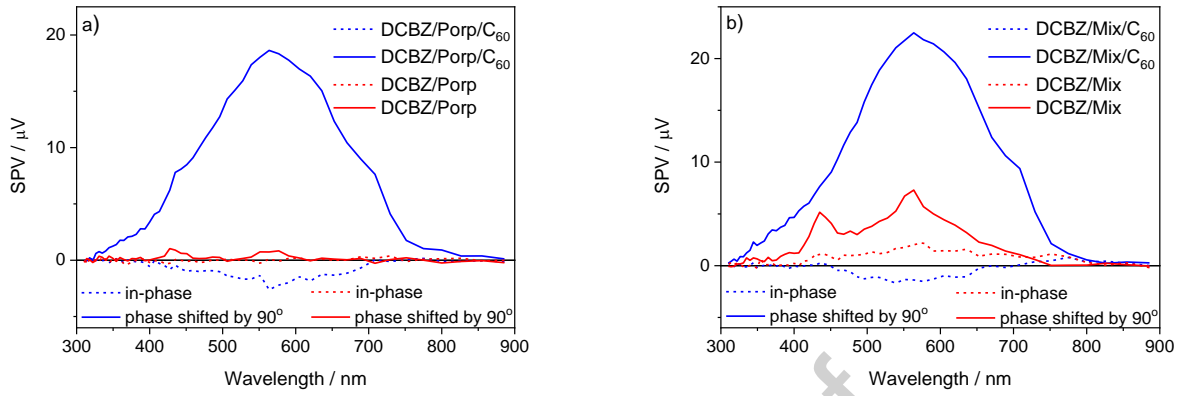 a)
DCBZ/Porp/C60
DCBZ/Porp/C60
DCBZ/Porp
DCBZ/Porp
20
10
0
SPV / μV
in-phase
in-phase
phase shifted by 90°
phase shifted by 90°
300 400 500 600 700 800 900
Wavelength / nm
b)
DCBZ/Mix/C60
DCBZ/Mix/C60
DCBZ/Mix
DCBZ/Mix
20
10
0
SPV / μV
in-phase
in-phase
phase shifted by 90°
phase shifted by 90°
300 400 500 600 700 800 900
Wavelength / nm
f